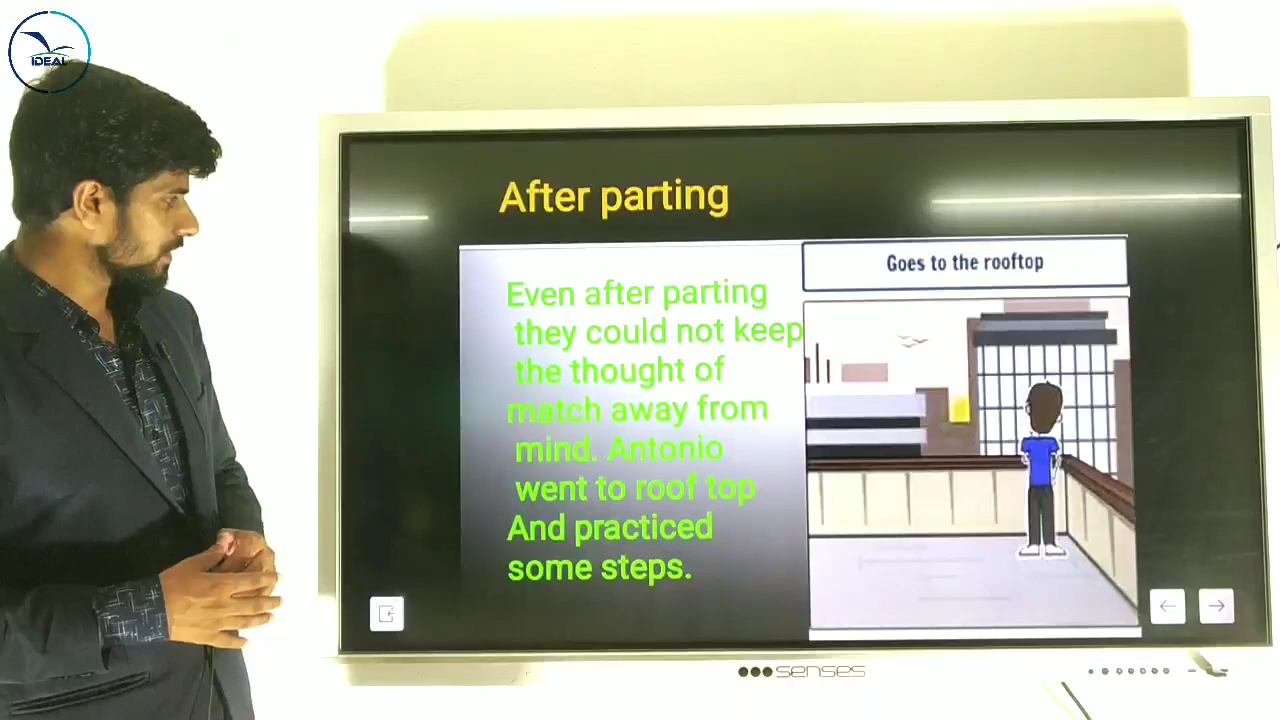 IDEAL
After parting
Goes to the rooftop
Even after parting
they could not keep
the thought of
match away from
mind. Antonio
went to roof top
And practiced
some steps.
senses